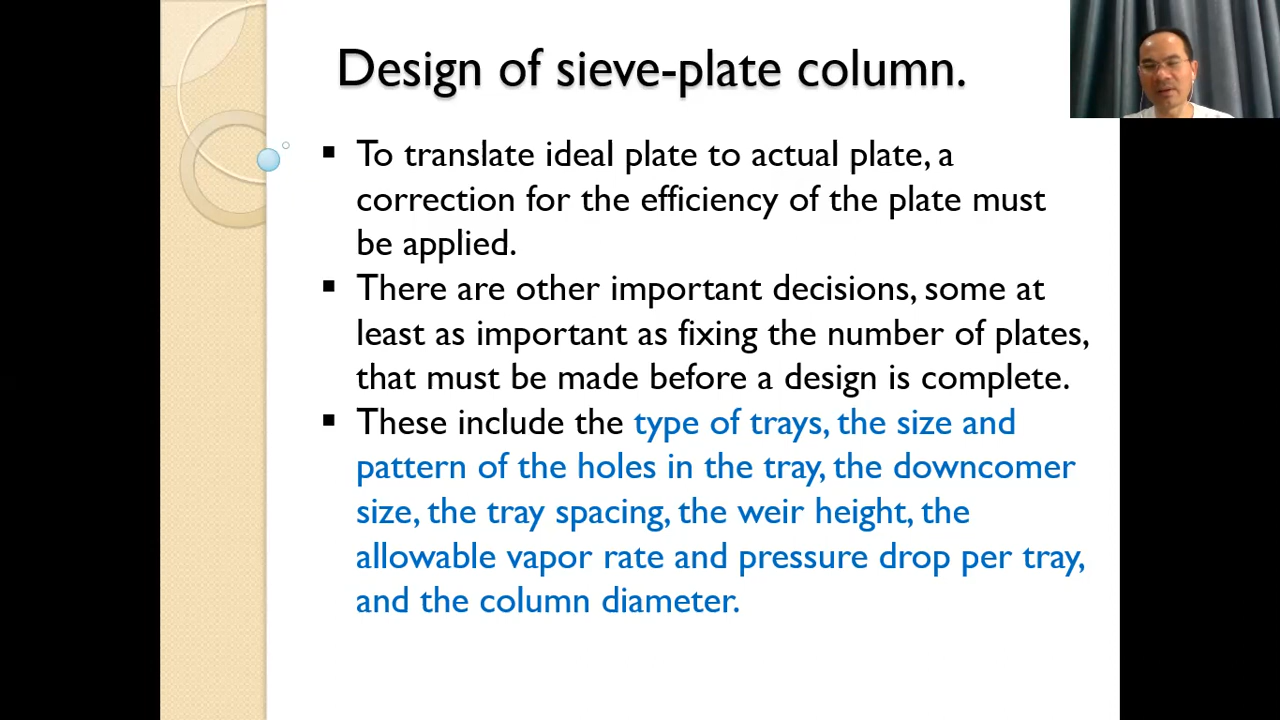 Design of sieve-plate column.
To translate ideal plate to actual plate, a
correction for the efficiency of the plate must
be applied.
There are other important decisions, some at
least as important as fixing the number of plates,
that must be made before a design is complete.
These include the type of trays, the size and
pattern of the holes in the tray, the downcomer
size, the tray spacing, the weir height, the
allowable vapor rate and pressure drop per tray,
and the column diameter.